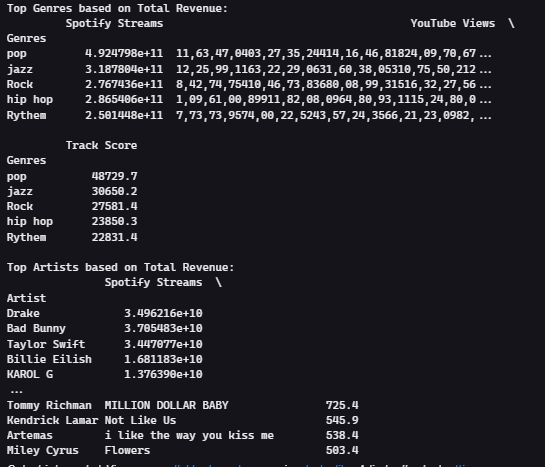 Top Genres based on Total Revenue:
Spotify Streams YouTube Views \
Genres
pop 4.924798e+11 11,63,47,0403,27,35,24414,16,46,81824,09,70,67...
jazz 3.187804e+11 12,25,99,1163,22,29,0631,60,38,05310,75,50,212...
Rock 2.767436e+11 8,42,74,75410,46,73,83680,08,99,31516,32,27,56...
hip hop 2.865406e+11 1,09,61,00,89911,82,08,0964,80,93,1115,24,80,0...
Rythem 2.501448e+11 7,73,73,9574,00,22,5243,57,24,3566,21,23,0982,...
Track Score
Genres
pop 48729.7
jazz 30650.2
Rock 27581.4
hip hop 23850.3
Rythem 22831.4
Top Artists based on Total Revenue:
Spotify Streams \
Artist
Drake 3.496216e+10
Bad Bunny 3.705483e+10
Taylor Swift 3.447077e+10
Billie Eilish 1.681183e+10
KAROL G 1.376390e+10
...
Tommy Richman MILLION DOLLAR BABY 725.4
Kendrick Lamar Not Like Us 545.9
Artemas i like the way you kiss me 538.4
Miley Cyrus Flowers 503.4